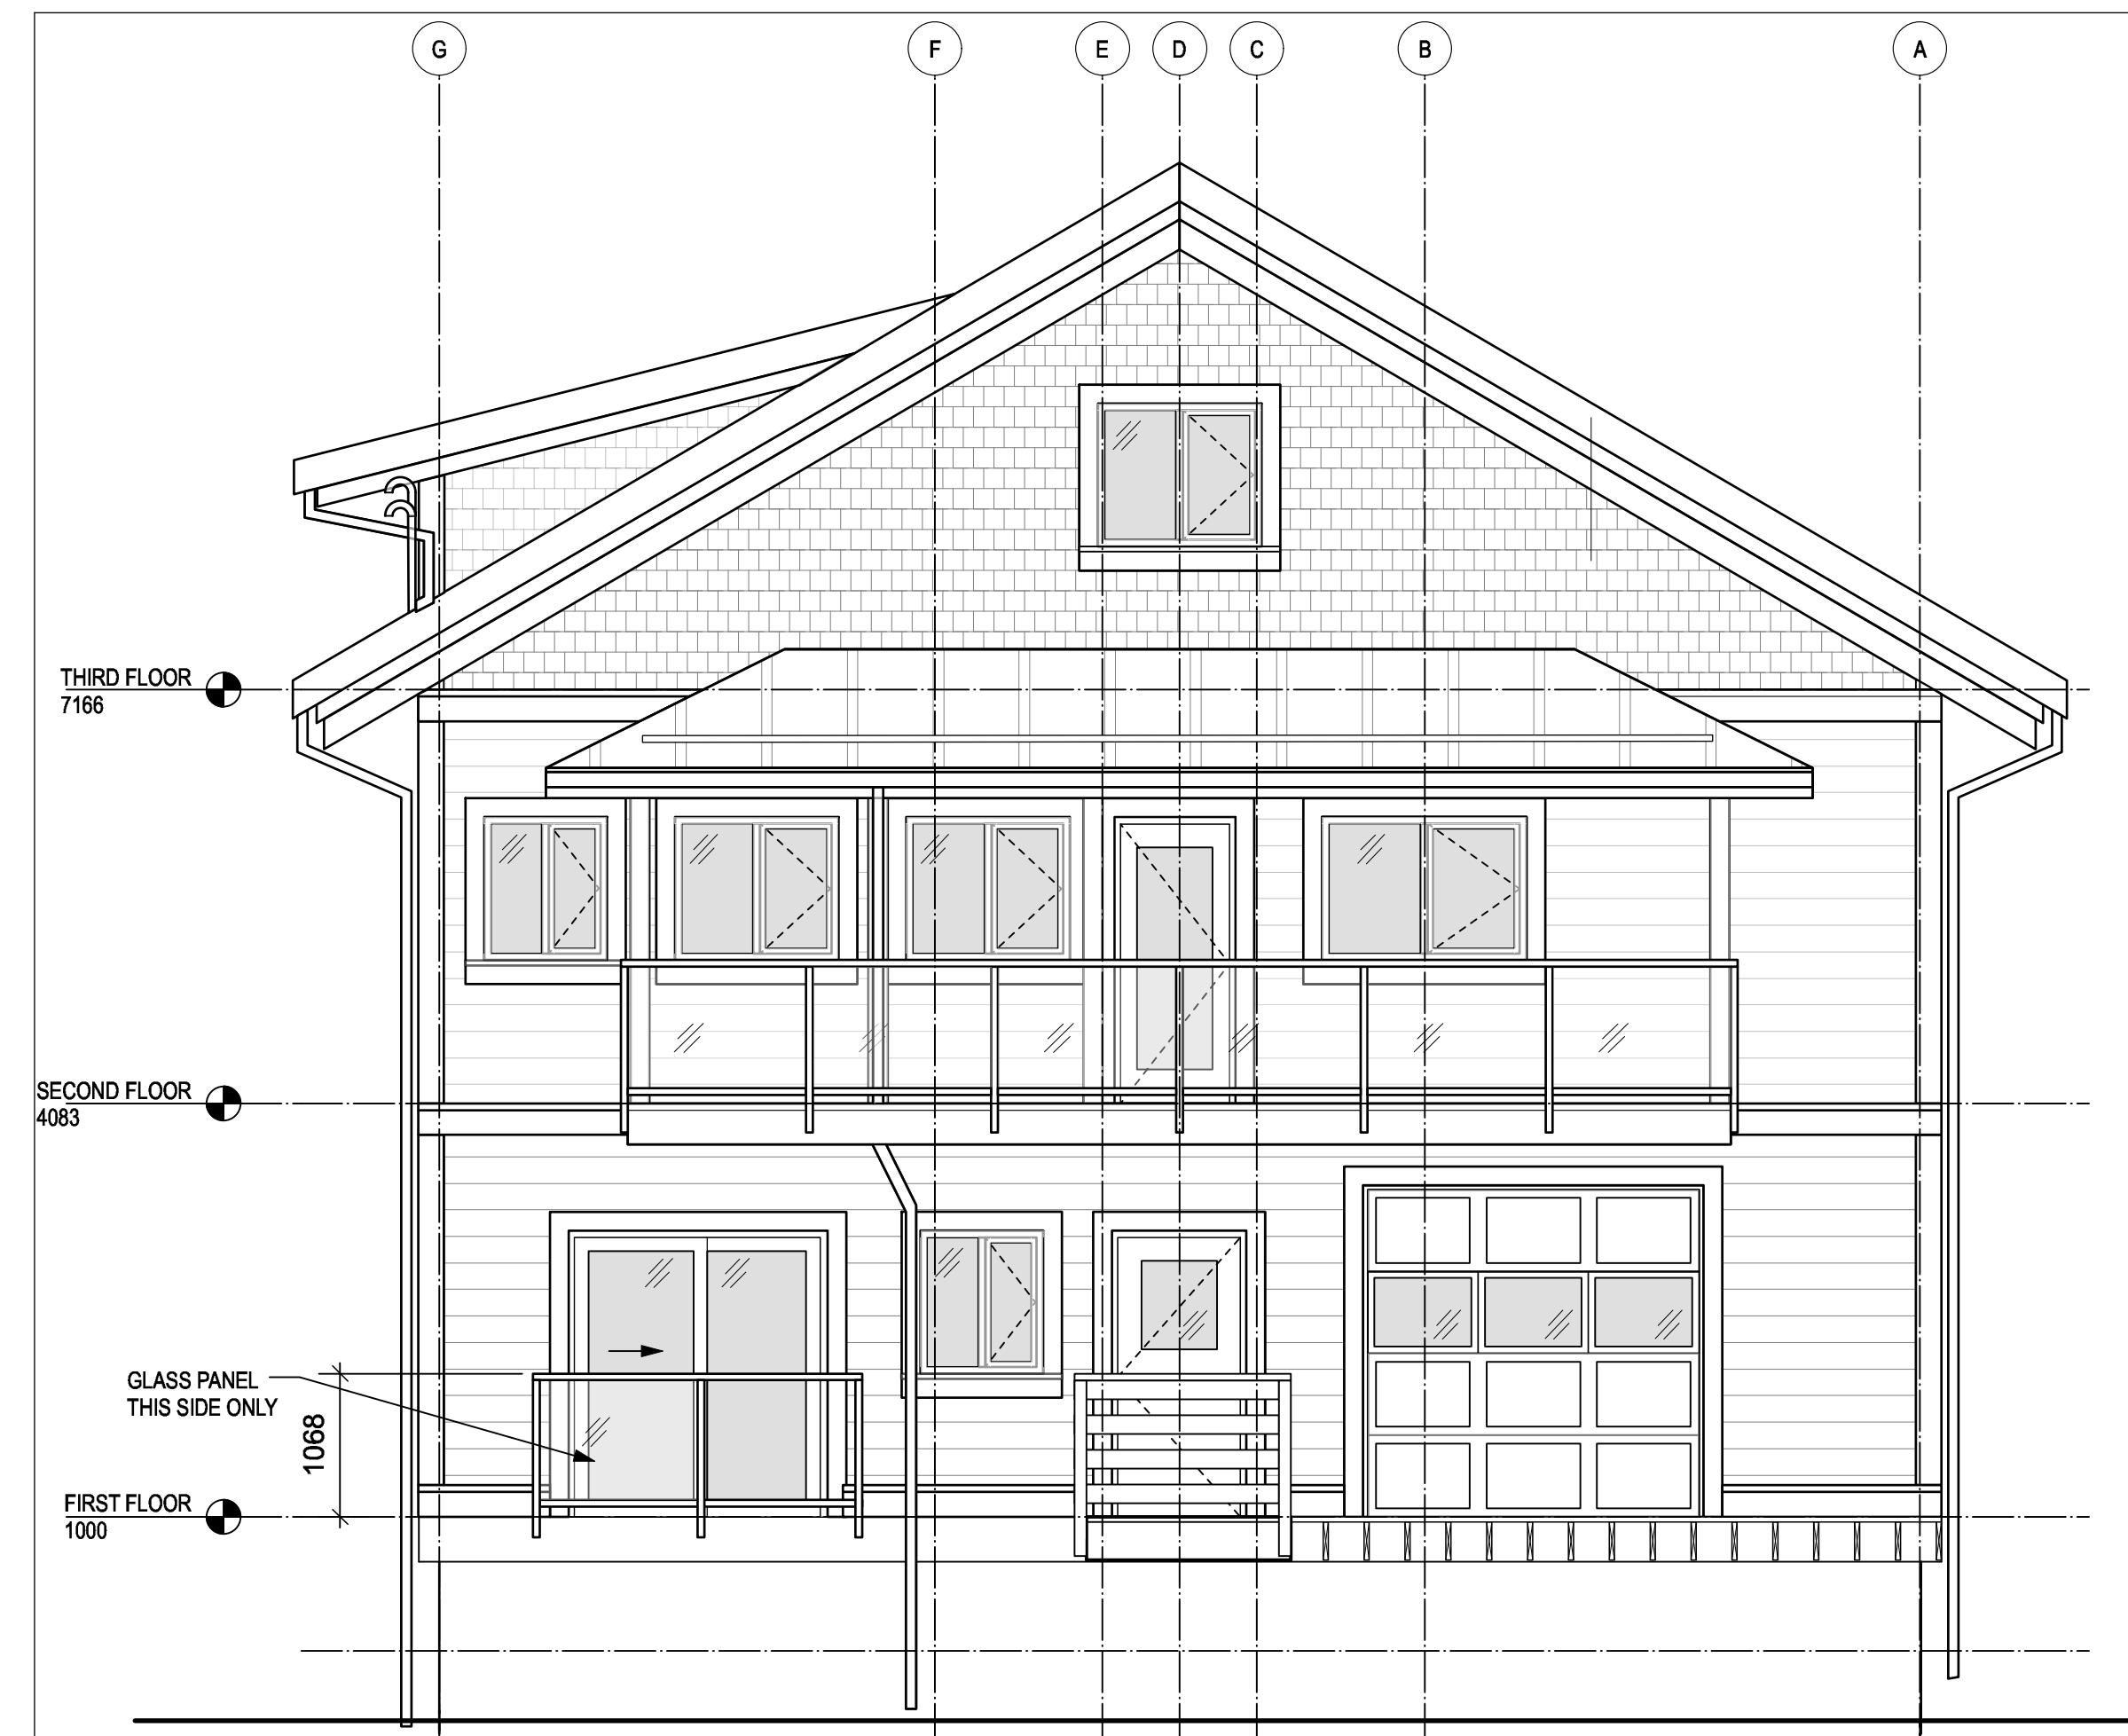 G F E D C B A
THIRD FLOOR
7166
SECOND FLOOR
4083
GLASS PANEL
THIS SIDE ONLY
1068
FIRST FLOOR
1000